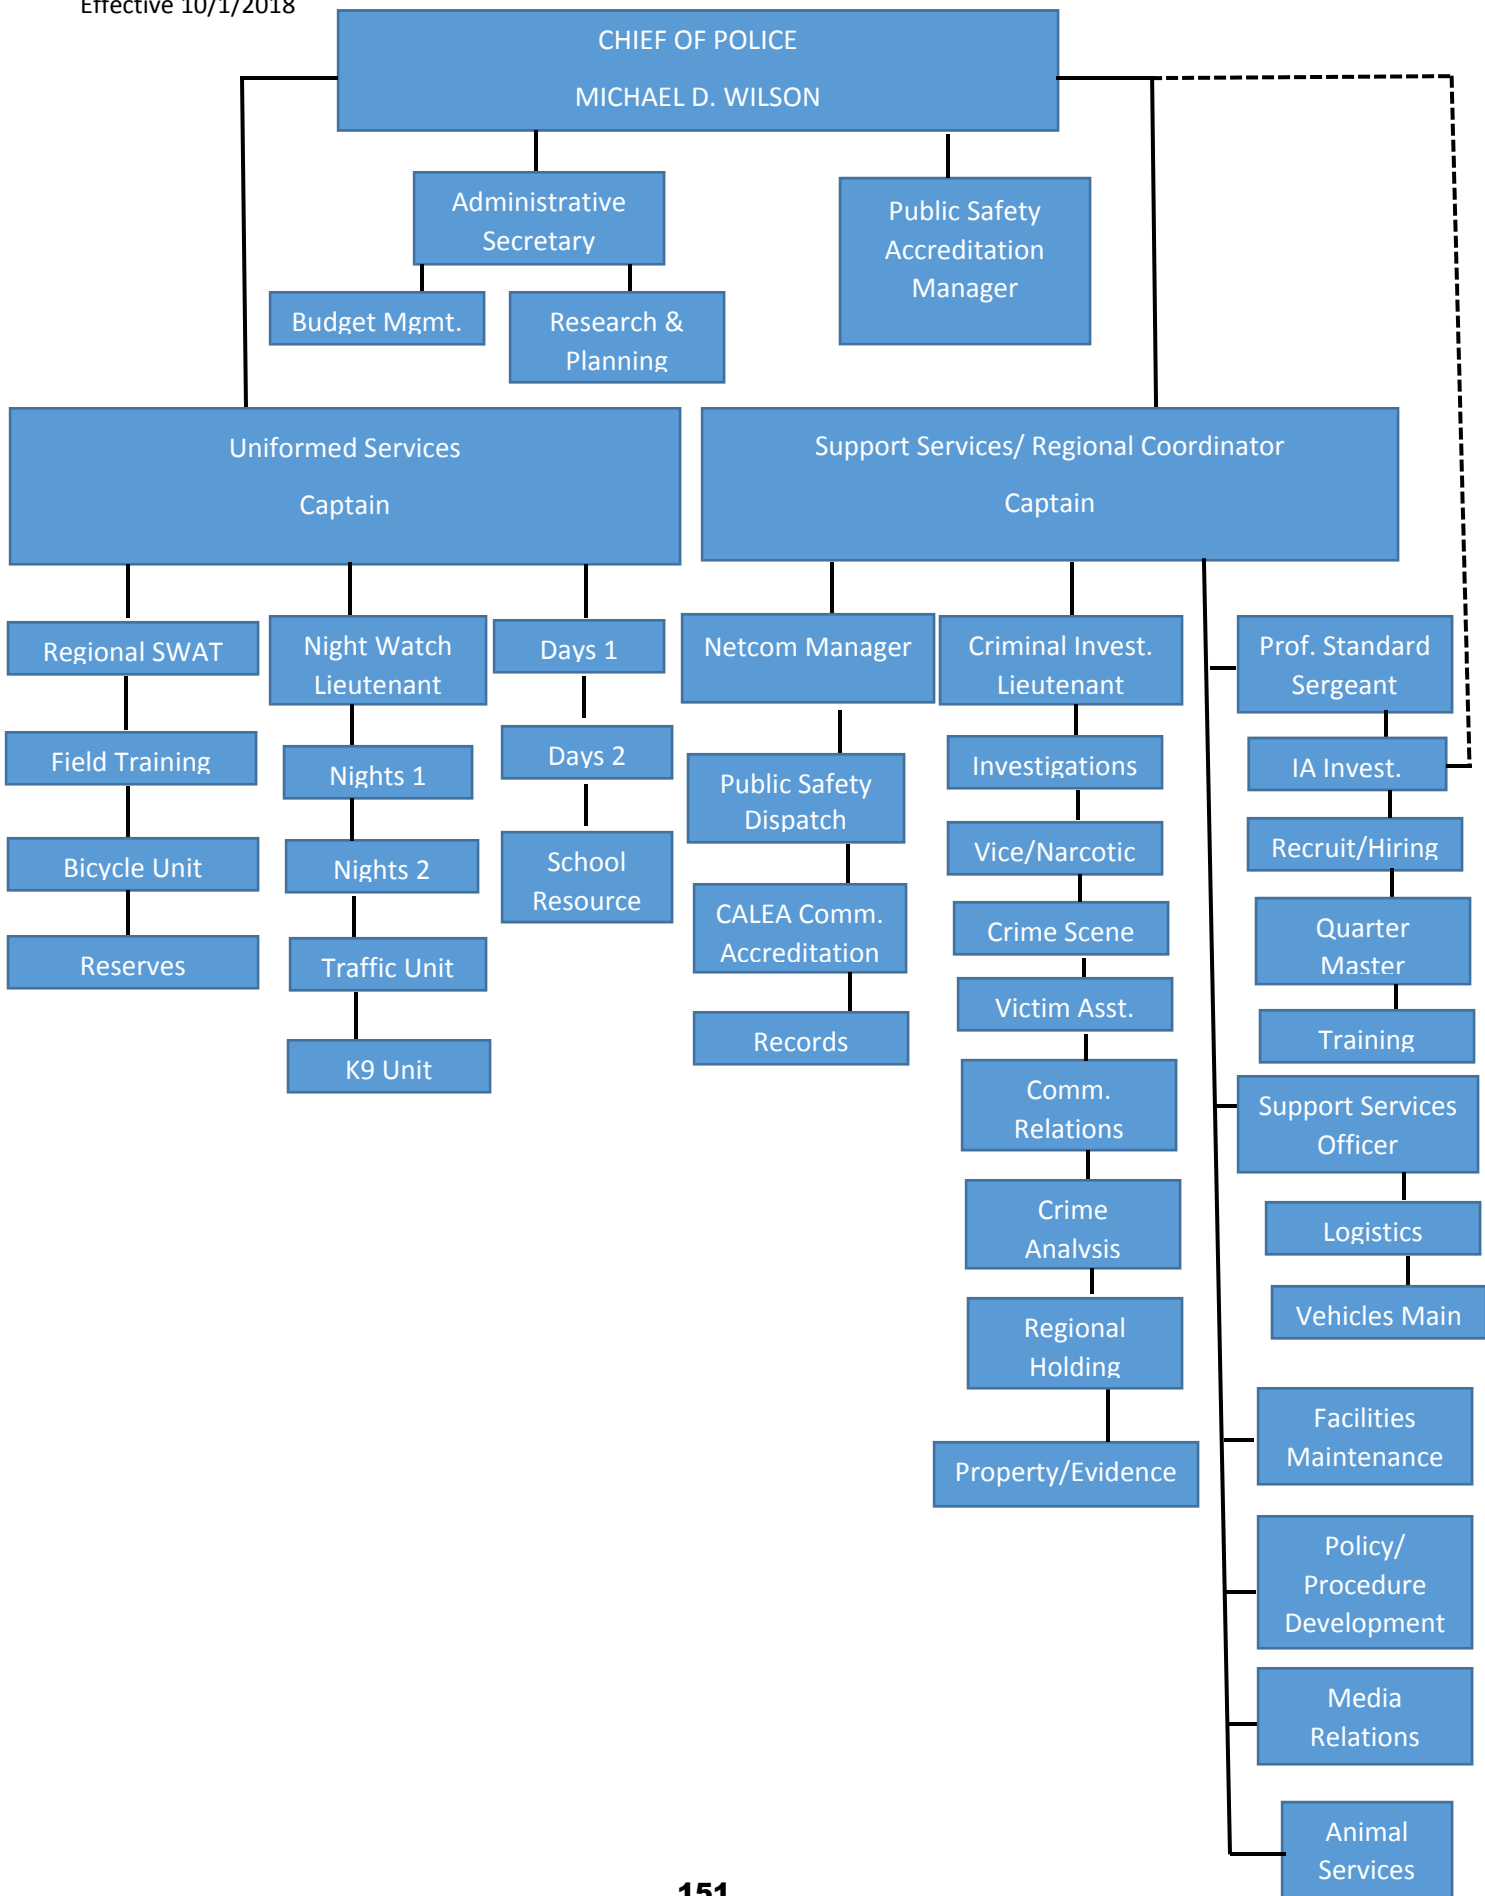 Effective 10/1/2018
CHIEF OF POLICE
MICHAEL D. WILSON
Administrative
Secretary
Public Safety
Accreditation
Manager
Budget Mgmt.
Research &
Planning
Uniformed Services
Captain
Support Services/ Regional Coordinator
Captain
Regional SWAT
Field Training
Bicycle Unit
Reserves
Night Watch
Lieutenant
Nights 1
Nights 2
Traffic Unit
K9 Unit
Days 1
Days 2
School
Resource
Netcom Manager
Public Safety
Dispatch
CALEA Comm.
Accreditation
Records
Criminal Invest.
Lieutenant
Investigations
Vice/Narcotic
Crime Scene
Victim Asst.
Comm.
Relations
Crime
Analysis
Regional
Holding
Property/Evidence
Prof. Standard
Sergeant
IA Invest.
Recruit/Hiring
Quarter
Master
Training
Support Services
Officer
Logistics
Vehicles Main
Facilities
Maintenance
Policy/
Procedure
Development
Media
Relations
Animal
Services
151